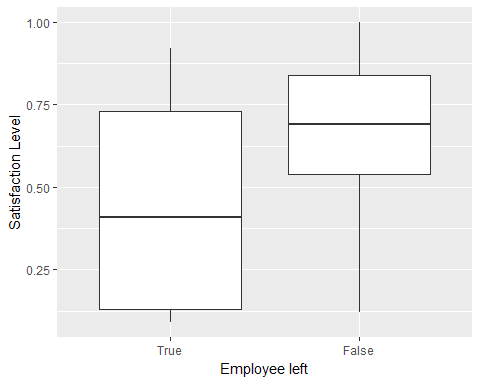 1.00
0.75
0.50
0.25
Satisfaction Level
True
False
Employee left